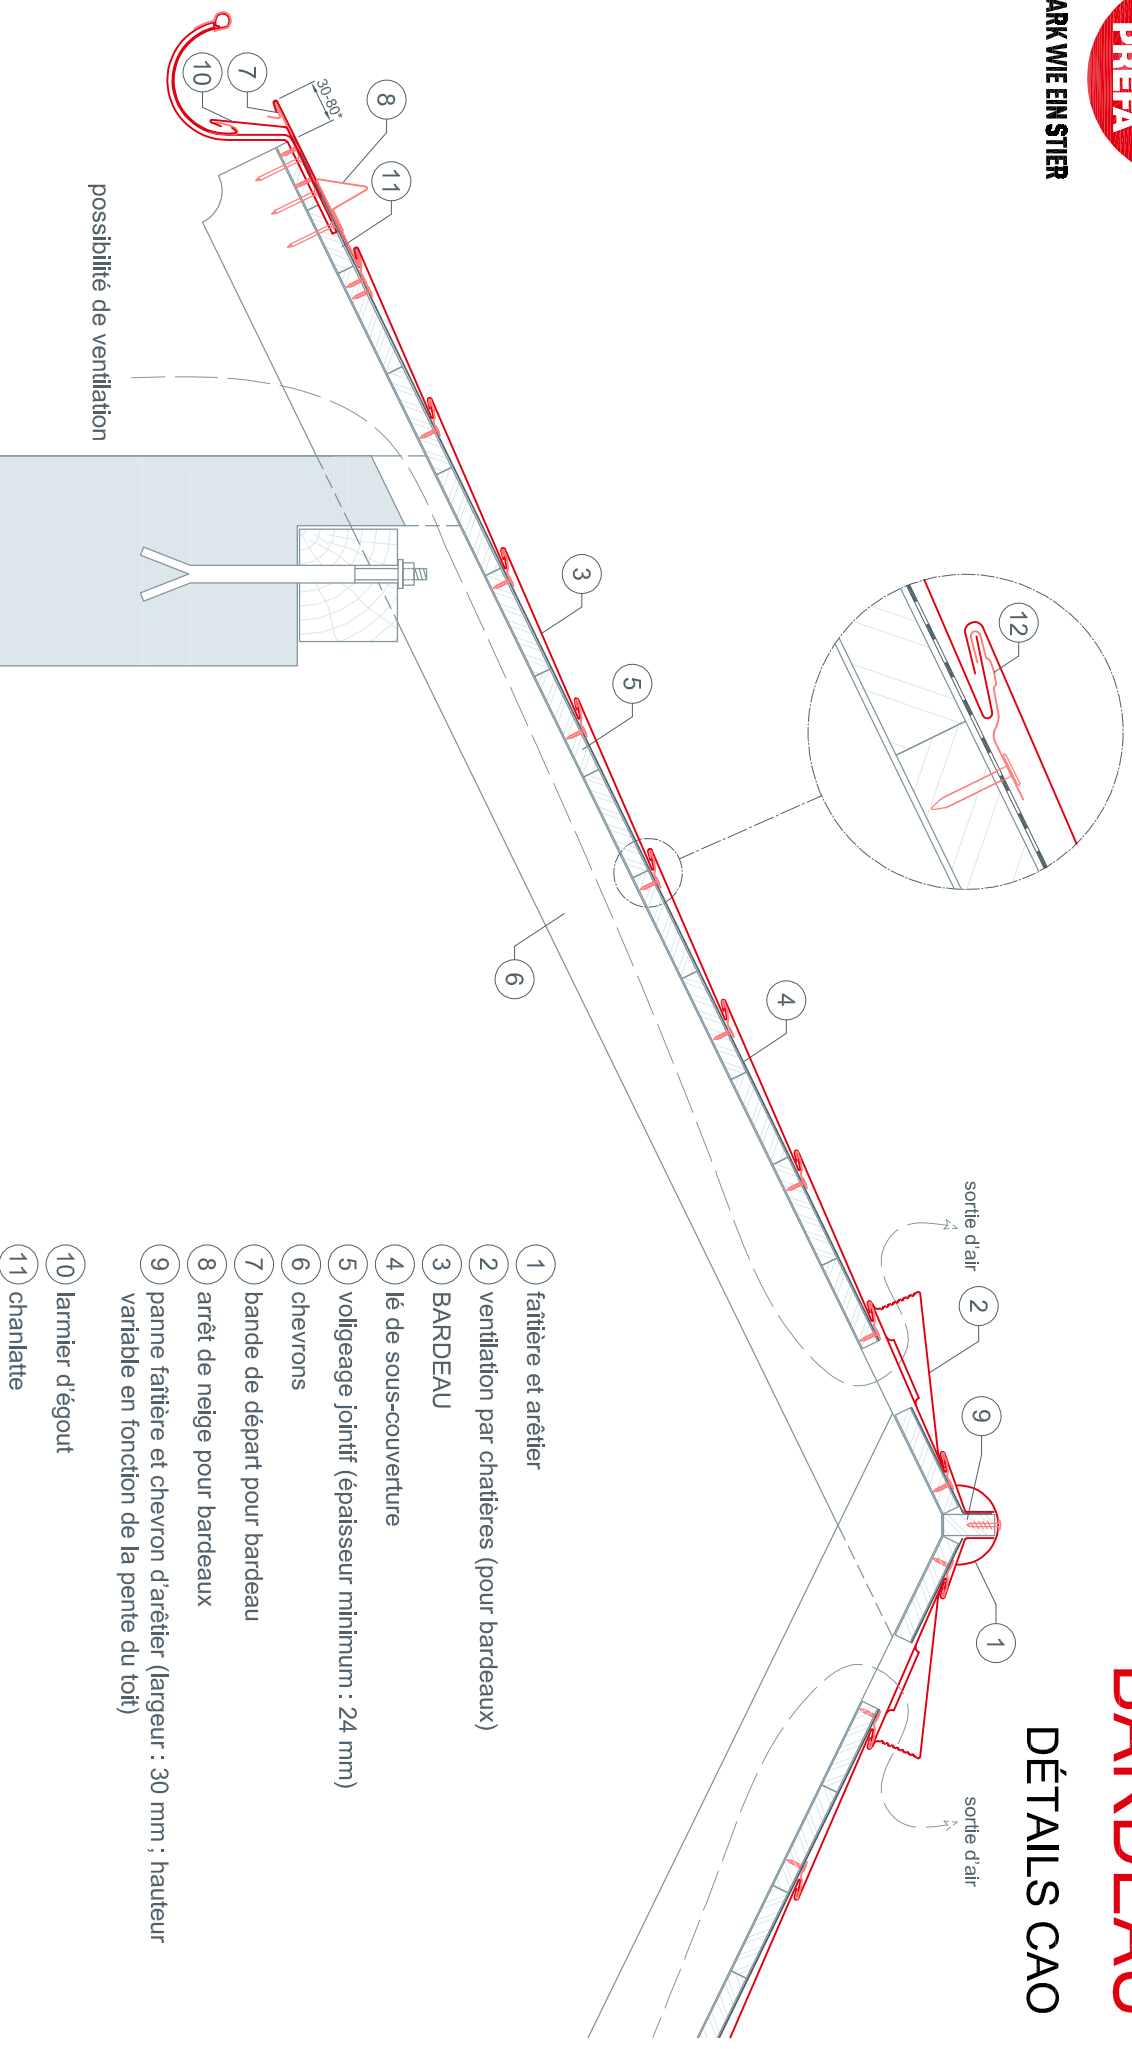 PREFA
ARK WIE EIN STIER
BARDEAU
DÉTAILS CAO
12
3
5
4
6
8
11
7
10
30-80*
possibilité de ventilation
sortie d'air
2
9
1
sortie d'air
1 faîtière et arêtier
2 ventilation par chatières (pour bardeaux)
3 BARDEAU
4 lé de sous-couverture
5 voligeage jointif (épaisseur minimum : 24 mm)
6 chevrons
7 bande de départ pour bardeau
8 arrêt de neige pour bardeaux
9 panne faîtière et chevron d'arêtier (largeur : 30 mm ; hauteur
variable en fonction de la pente du toit)
10 larmier d'égout
11 chanlatte